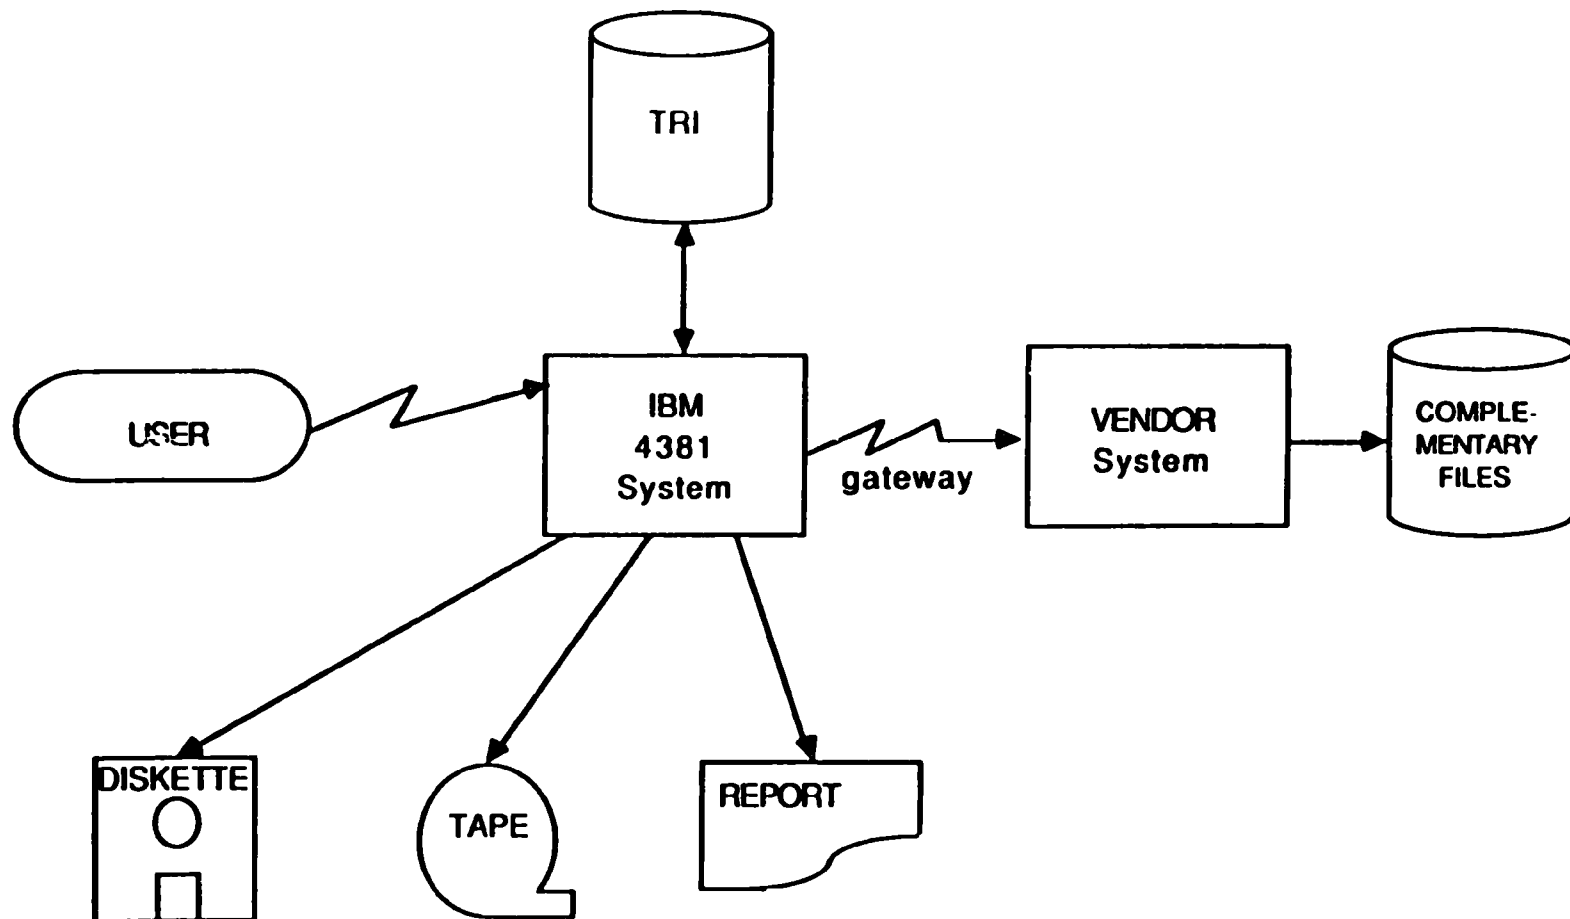 TRI
USER
IBM
4381
System
gateway
VENDOR
System
COMPLE-
MENTARY
FILES
DISKETTE
TAPE
REPORT